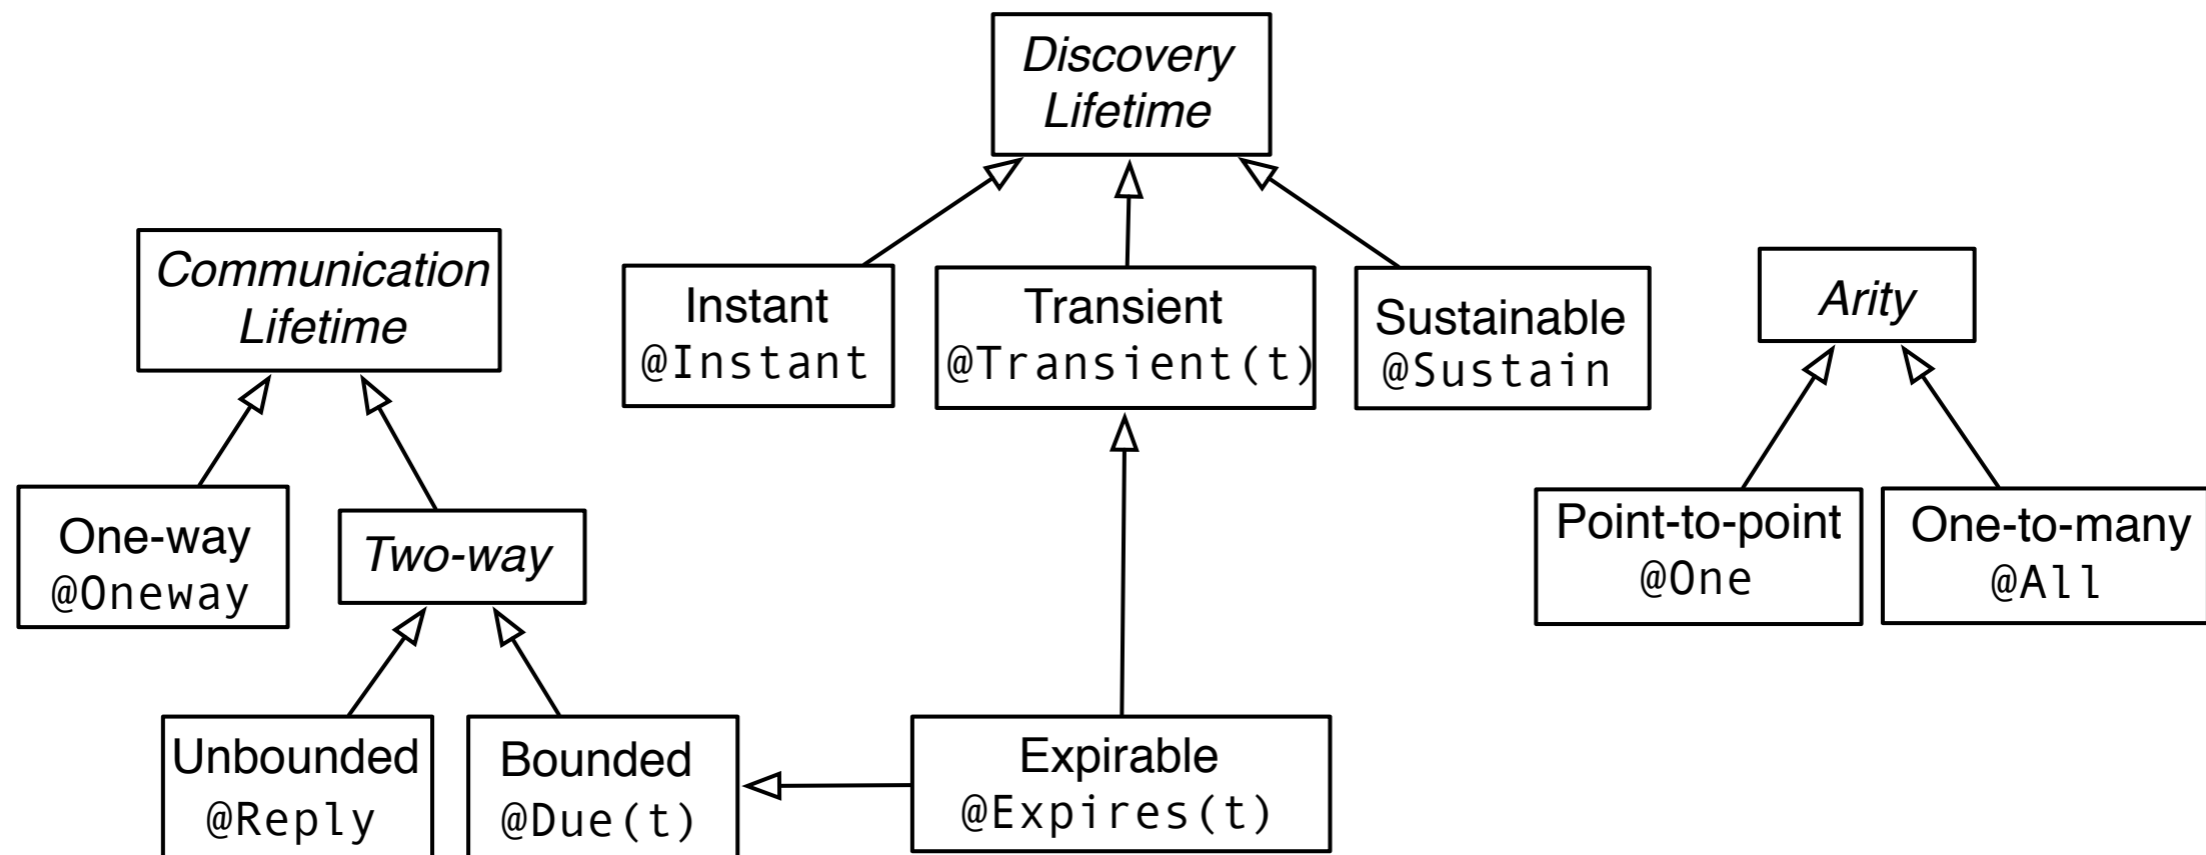 Discovery
Lifetime
Communication
Lifetime
Instant
@Instant
Transient
@Transient(t)
Sustainable
@Sustain
Arity
One-way
@Oneway
Two-way
Point-to-point
@One
One-to-many
@All
Unbounded
@Reply
Bounded
@Due(t)
Expirable
@Expires(t)